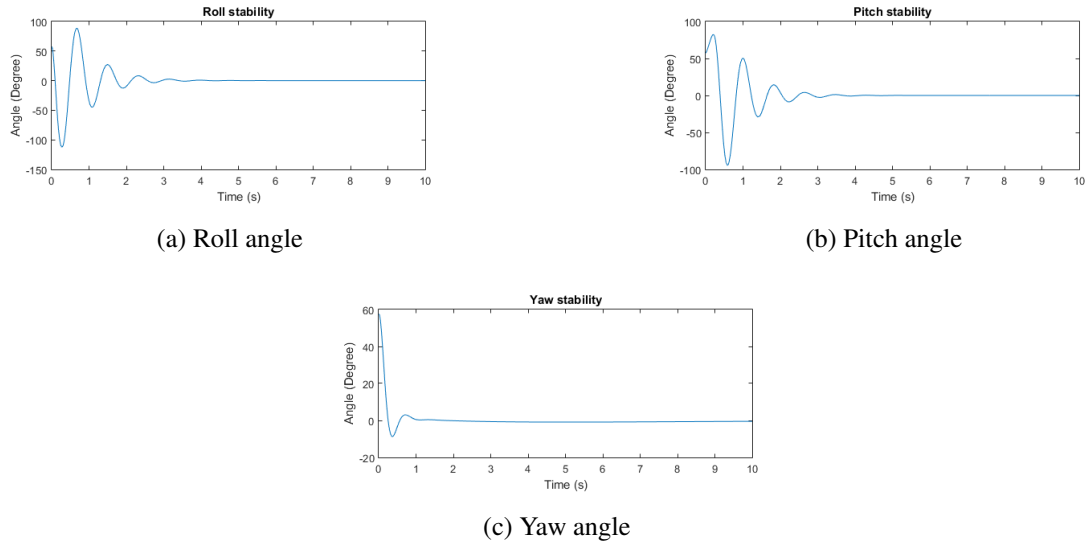 Roll stability
Angle (Degree)
100
50
0
-50
-100
-150
0 1 2 3 4 5 6 7 8 9 10
Time (s)
(a) Roll angle
Pitch stability
Angle (Degree)
100
50
0
-50
-100
0 1 2 3 4 5 6 7 8 9 10
Time (s)
(b) Pitch angle
Yaw stability
Angle (Degree)
60
40
20
0
-20
0 1 2 3 4 5 6 7 8 9 10
Time (s)
(c) Yaw angle